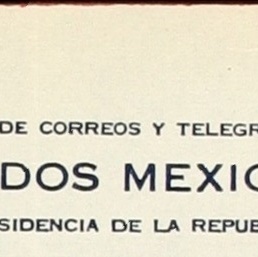 DE CORREOS Y TELEGR
DOS MEXIC
SIDENCIA DE LA REPUB